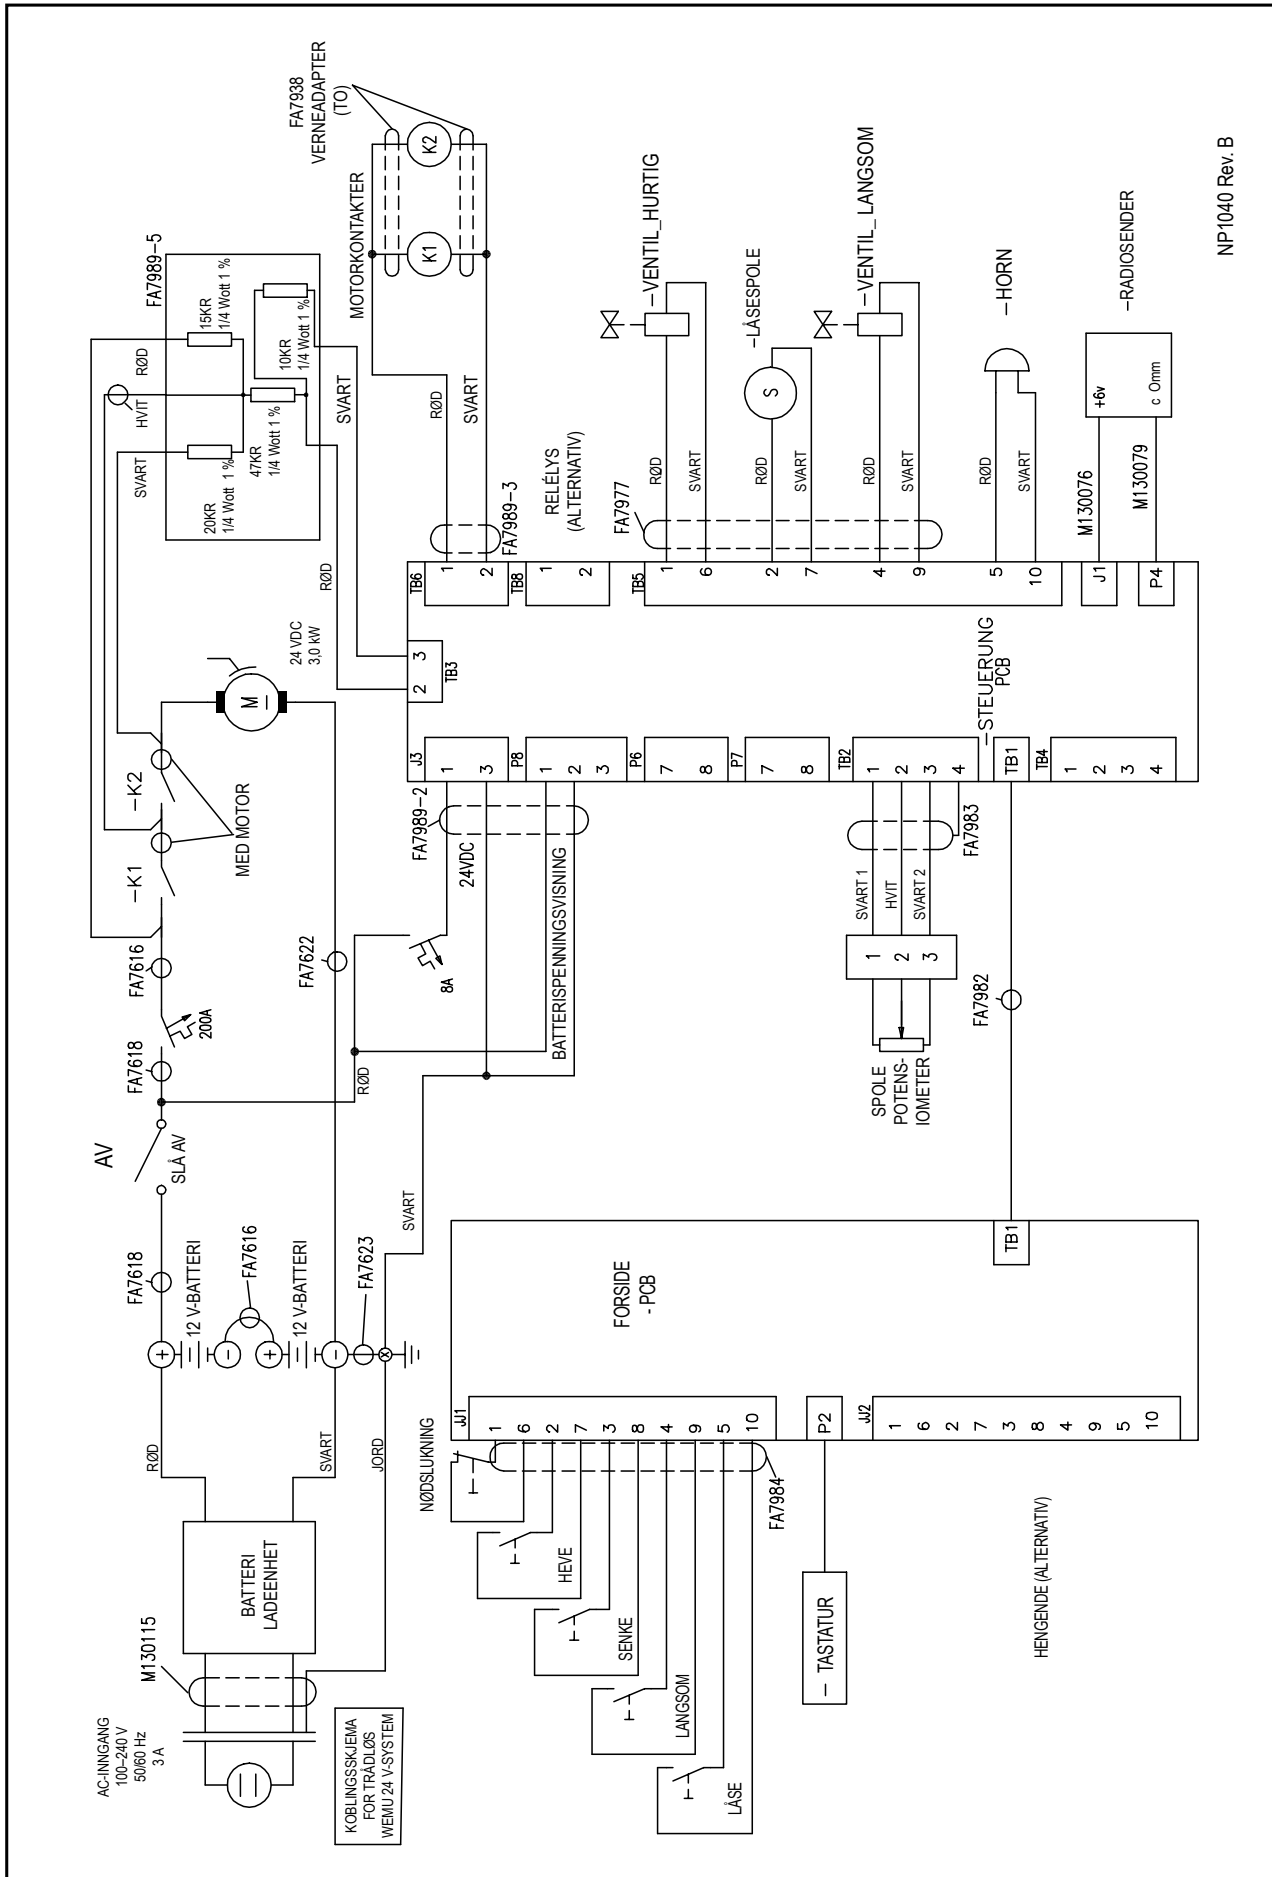 AC-INNGANG
100–240 V
50/60 Hz
3 A
M130115
BATTERI
LADEENHET
RØD
SVART
JORD
KOBLINGSSKJEMA
FOR TRÅDLØS
WEMU 24 V-SYSTEM
FA7618
12 V-BATTERI
FA7616
12 V-BATTERI
FA7623
+
-
+
-
AV
SLÅ AV
FA7618
200A
FA7616
–K1
–K2
MED MOTOR
FA7622
M
24 VDC
3,0 kW
SVART
HVIT
RØD
FA7989–5
20KR
1/4 Watt 1 %
15KR
1/4 Watt 1 %
47KR
1/4 Watt 1 %
10KR
1/4 Watt 1 %
RØD
SVART
FA7938
VERNEADAPTER
(TO)
MOTORKONTAKTER
K1
K2
RØD
SVART
FA7989–3
RØD
8A
SVART
FA7989–2
24VDC
BATTERISPENNINGSVISNING
J3
1
3
P8
1
2
3
P6
7
8
P7
7
8
TB2
1
2
3
4
TB1
TB4
1
2
3
4
TB3
2
3
–STEUERUNG
PCB
TB6
1
2
TB8
1
2
RELÉLYS
(ALTERNATIV)
TB5
1
6
2
7
4
9
5
10
J1
P4
FA7977
RØD
SVART
–VENTIL_HURTIG
RØD
SVART
S
–LÅSESPOLE
RØD
SVART
–VENTIL_LANGSOM
RØD
SVART
–HORN
M130076
M130079
+6v
c Omm
–RADIOSENDER
SPOLE
POTENS-
IOMETER
1
2
3
SVART 1
HVIT
SVART 2
FA7983
FA7982
FORSIDE
- PCB
TB1
JJ1
1
6
2
7
3
8
4
9
5
10
P2
JJ2
1
6
2
7
3
8
4
9
5
10
NØDSLUKNING
HEVE
SENKE
LANGSOM
LÅSE
FA7984
– TASTATUR
HENGENDE (ALTERNATIV)
NP1040 Rev. B